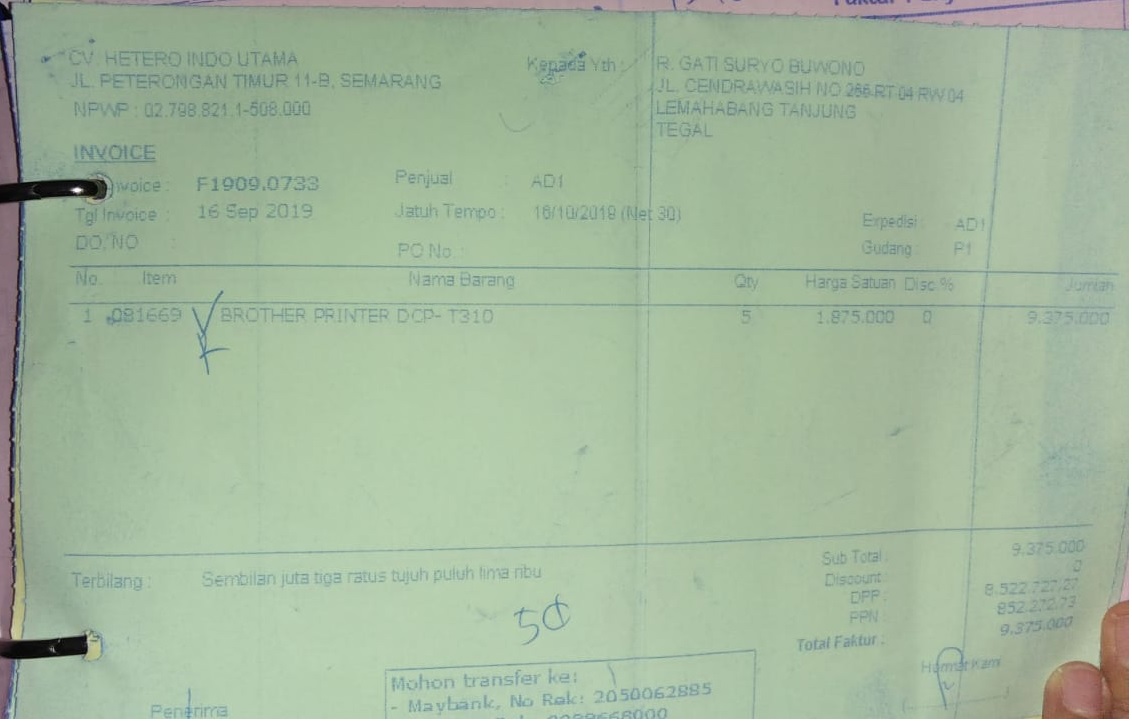 CV. HETERO INDO UTAMA
JL. PETERONGAN TIMUR 11-B, SEMARANG
NPWP : 02.798.821.1-508.000
Kepada Yth :
R. GATI SURYO BUWONO
JL. CENDRAWASIH NO 266 RT 04 RW 04
LEMAHABANG TANJUNG
TEGAL
INVOICE
Invoice : F1909.0733 Penjual : AD1
Tgl Invoice : 16 Sep 2019 Jatuh Tempo : 16/10/2019 (Net 30) Expedisi : AD1
DO. NO : PO No. : Gudang : P1
No. Item Nama Barang Qty Harga Satuan Disc % Jumlah
1 081669 BROTHER PRINTER DCP- T310 5 1.875.000 0 9.375.000
Terbilang : Sembilan juta tiga ratus tujuh puluh lima ribu
Sub Total : 9.375.000
Discount : 0
DPP : 8.522.727,27
PPN : 852.272,73
Total Faktur : 9.375.000
Hormat Kami
Mohon transfer ke:
- Maybank, No Rek: 2050062885
Penerima